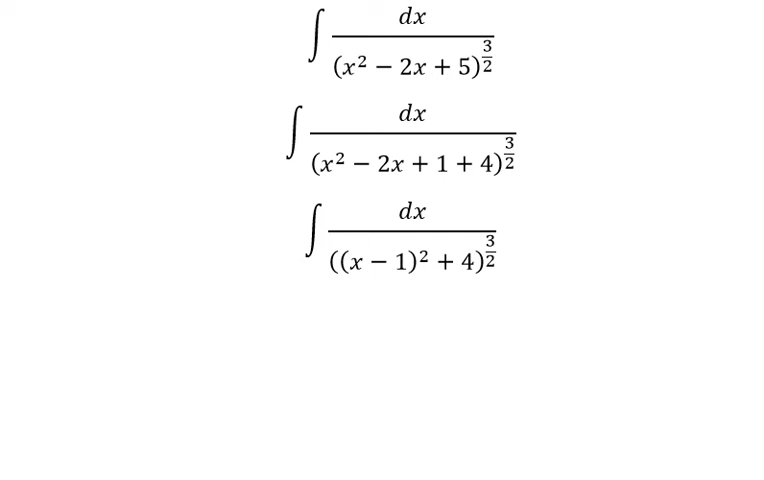 ∫ dx / (x² − 2x + 5)^(3/2)
∫ dx / (x² − 2x + 1 + 4)^(3/2)
∫ dx / ((x − 1)² + 4)^(3/2)